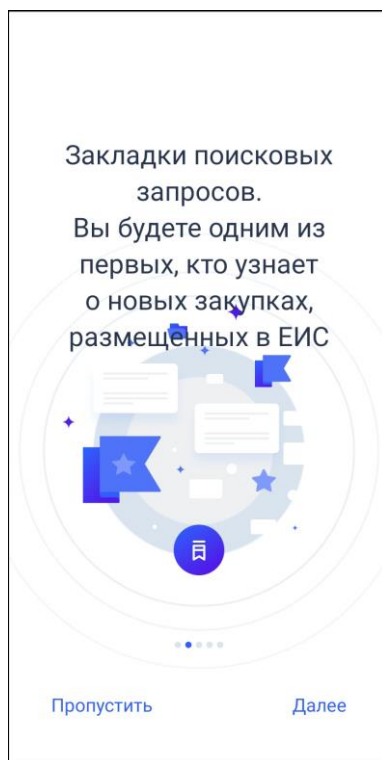 Закладки поисковых
запросов.
Вы будете одним из
первых, кто узнает
о новых закупках,
размещенных в ЕИС
Пропустить
Далее